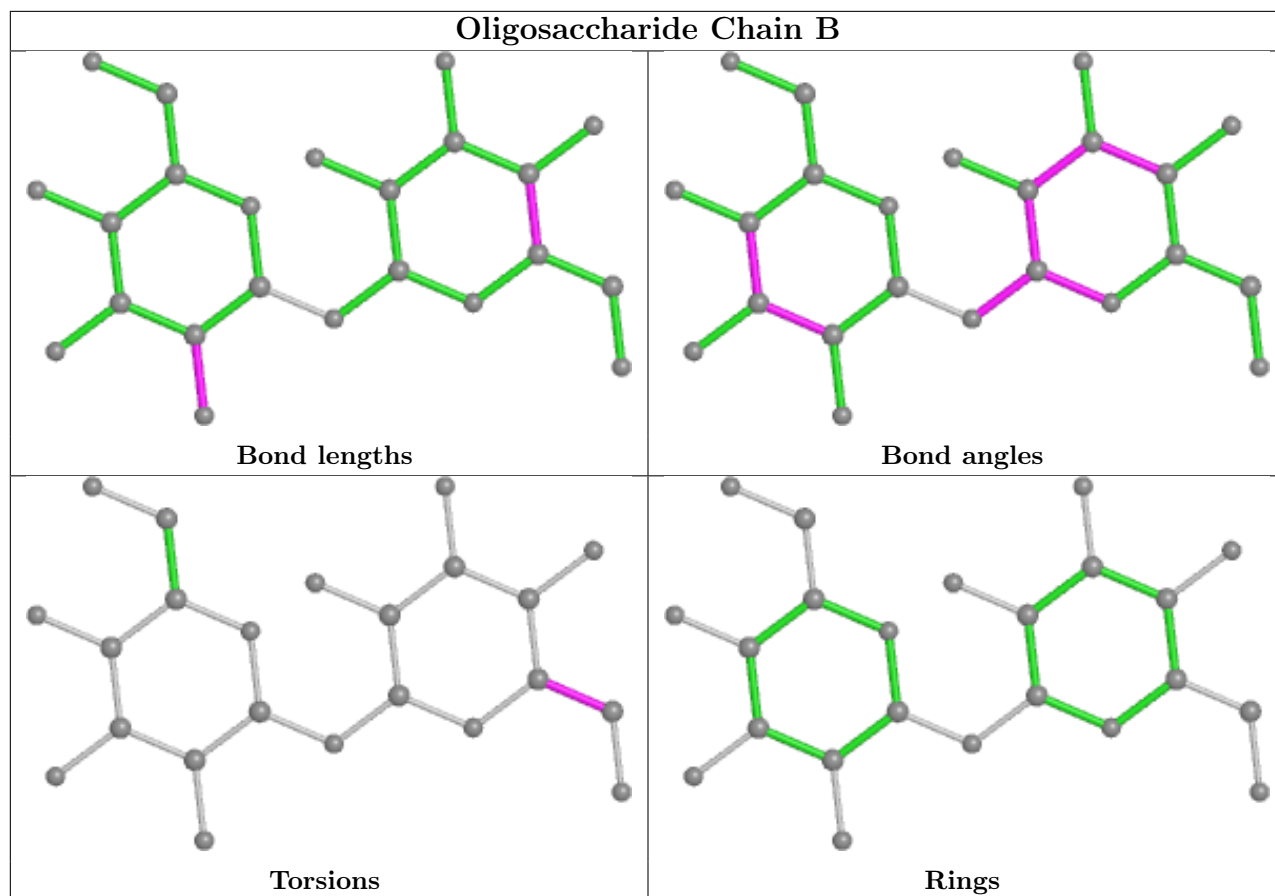 Oligosaccharide Chain B
Bond lengths
Bond angles
Torsions
Rings